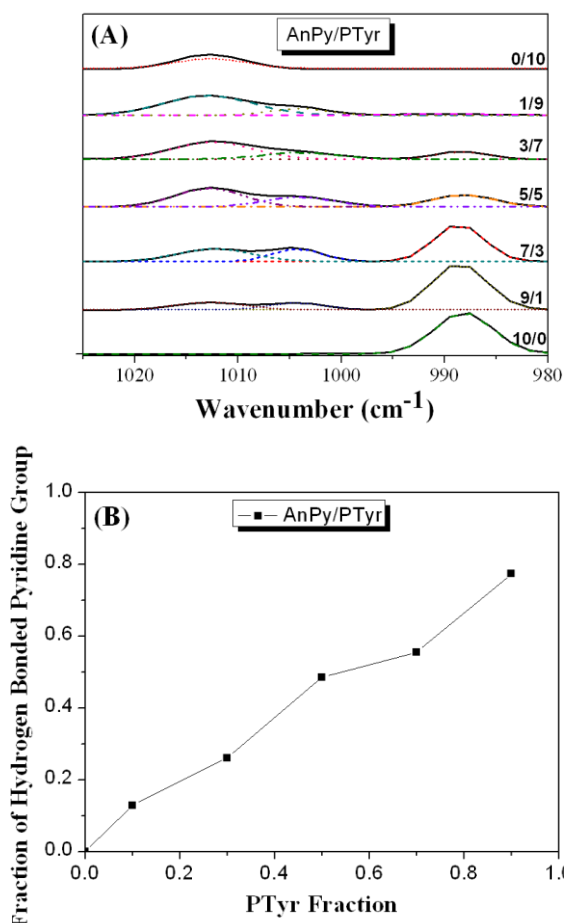 (A)
AnPy/PTyr
0/10
1/9
3/7
5/5
7/3
9/1
10/0
1020 1010 1000 990 980
Wavenumber (cm-1)
Fraction of Hydrogen Bonded Pyridine Group
(B)
AnPy/PTyr
1.0
0.8
0.6
0.4
0.2
0.0
0.0 0.2 0.4 0.6 0.8 1.0
PTyr Fraction